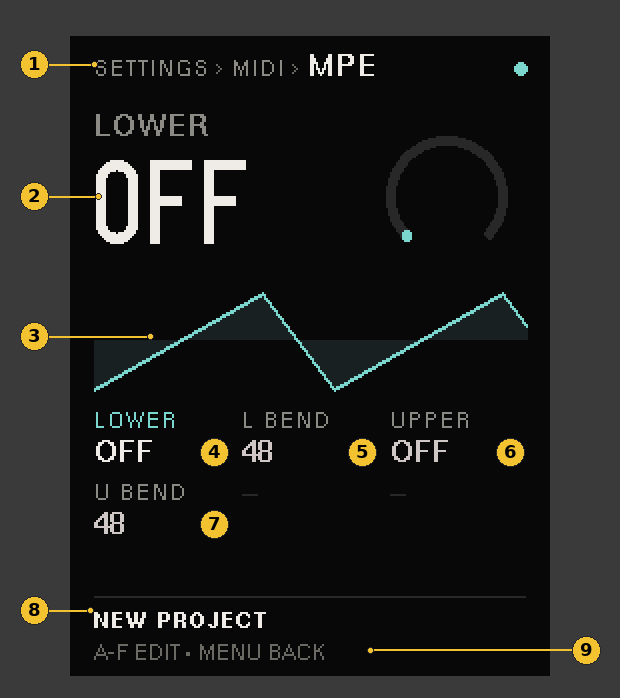 1 SETTINGS › MIDI › MPE
LOWER
2 OFF
3
LOWER L BEND UPPER
OFF 4 48 5 OFF 6
U BEND — —
48 7
8 NEW PROJECT
A-F EDIT · MENU BACK 9